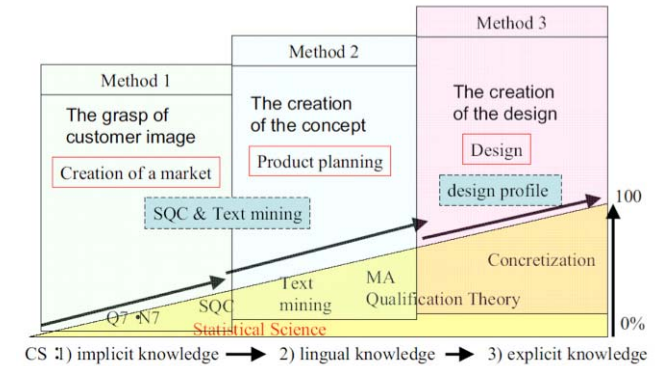 Method 1
The grasp of
customer image
Creation of a market
Method 2
The creation
of the concept
Product planning
Method 3
The creation
of the design
Design
SQC & Text mining
design profile
100
0%
Q7 •N7
SQC
Text
mining
MA
Qualification Theory
Concretization
Statistical Science
CS :1) implicit knowledge → 2) lingual knowledge → 3) explicit knowledge